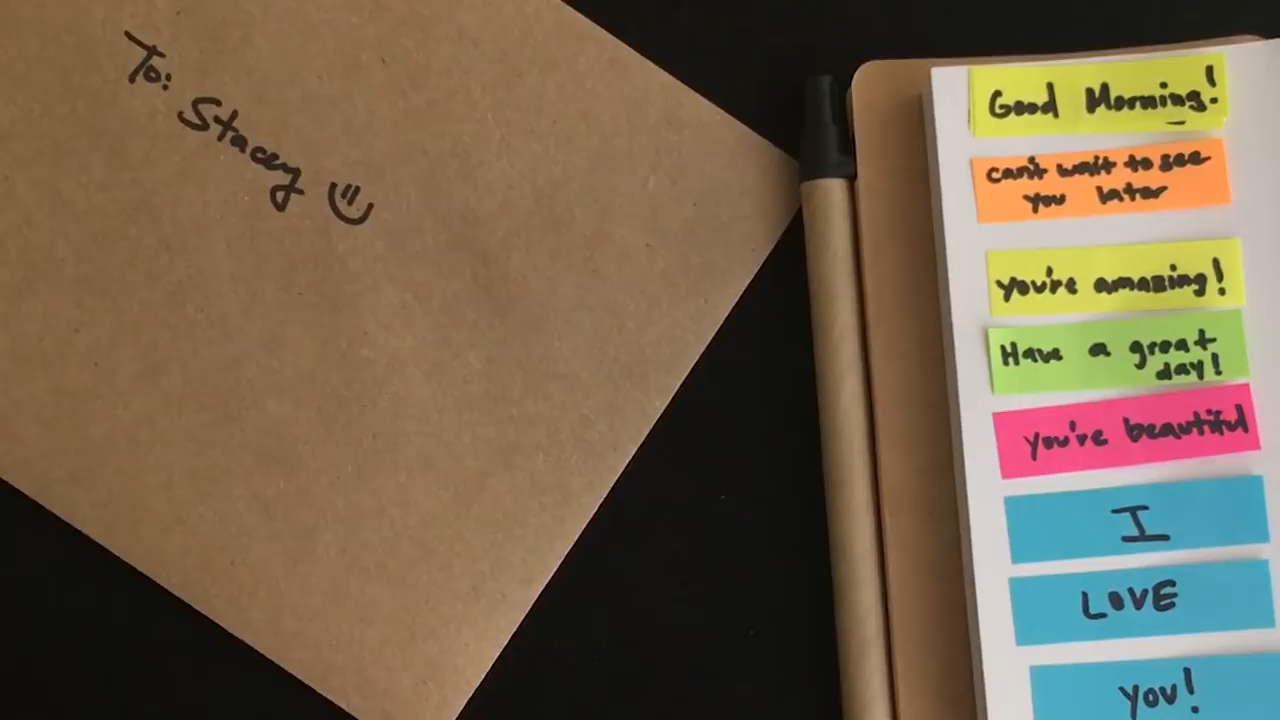 To:
Stacey
Good Morning!
can't wait to see
you later
you're amazing!
Have a great
day!
you're beautiful
I
LOVE
you!